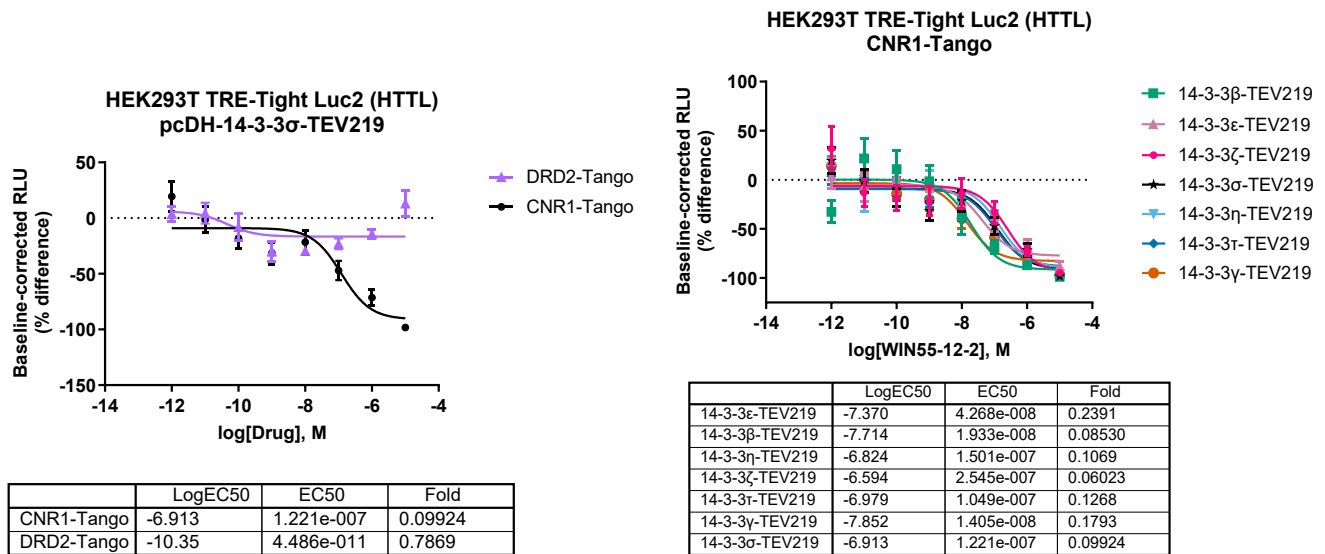 HEK293T TRE-Tight Luc2 (HTTL)
pcDH-14-3-3σ-TEV219
Baseline-corrected RLU
(% difference)
50
0
-50
-100
-150
-14
-12
-10
-8
-6
-4
log[Drug], M
DRD2-Tango
CNR1-Tango
LogEC50 EC50 Fold
CNR1-Tango -6.913 1.221e-007 0.09924
DRD2-Tango -10.35 4.486e-011 0.7869
HEK293T TRE-Tight Luc2 (HTTL)
CNR1-Tango
Baseline-corrected RLU
(% difference)
100
50
0
-50
-100
-14
-12
-10
-8
-6
-4
log[WIN55-12-2], M
14-3-3β-TEV219
14-3-3ε-TEV219
14-3-3ζ-TEV219
14-3-3σ-TEV219
14-3-3η-TEV219
14-3-3τ-TEV219
14-3-3γ-TEV219
LogEC50 EC50 Fold
14-3-3ε-TEV219 -7.370 4.268e-008 0.2391
14-3-3β-TEV219 -7.714 1.933e-008 0.08530
14-3-3η-TEV219 -6.824 1.501e-007 0.1069
14-3-3ζ-TEV219 -6.594 2.545e-007 0.06023
14-3-3τ-TEV219 -6.979 1.049e-007 0.1268
14-3-3γ-TEV219 -7.852 1.405e-008 0.1793
14-3-3σ-TEV219 -6.913 1.221e-007 0.09924